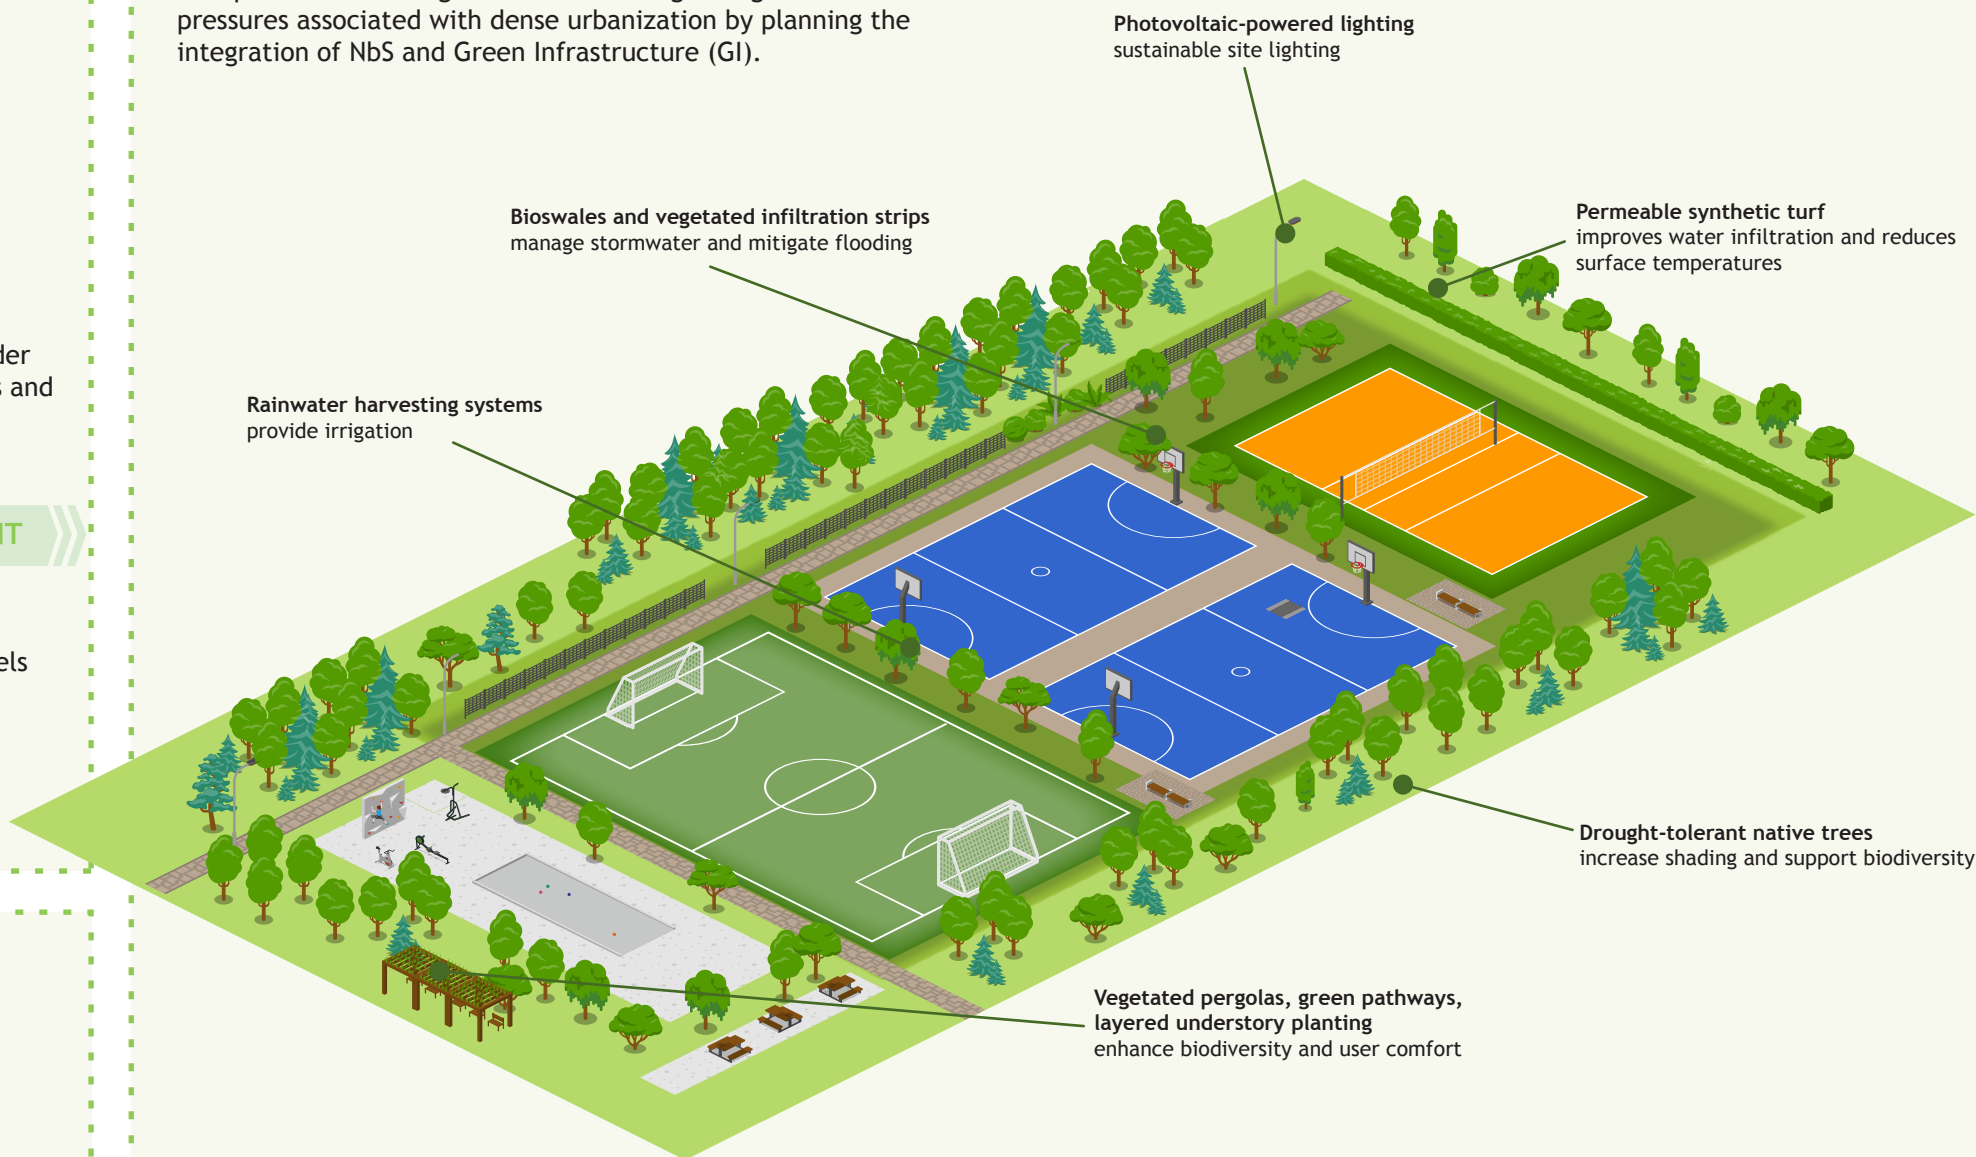 pressures associated with dense urbanization by planning the
integration of NbS and Green Infrastructure (GI).
Photovoltaic-powered lighting
sustainable site lighting
Bioswales and vegetated infiltration strips
manage stormwater and mitigate flooding
Permeable synthetic turf
improves water infiltration and reduces
surface temperatures
and
Rainwater harvesting systems
provide irrigation
Drought-tolerant native trees
increase shading and support biodiversity
Vegetated pergolas, green pathways,
layered understory planting
enhance biodiversity and user comfort